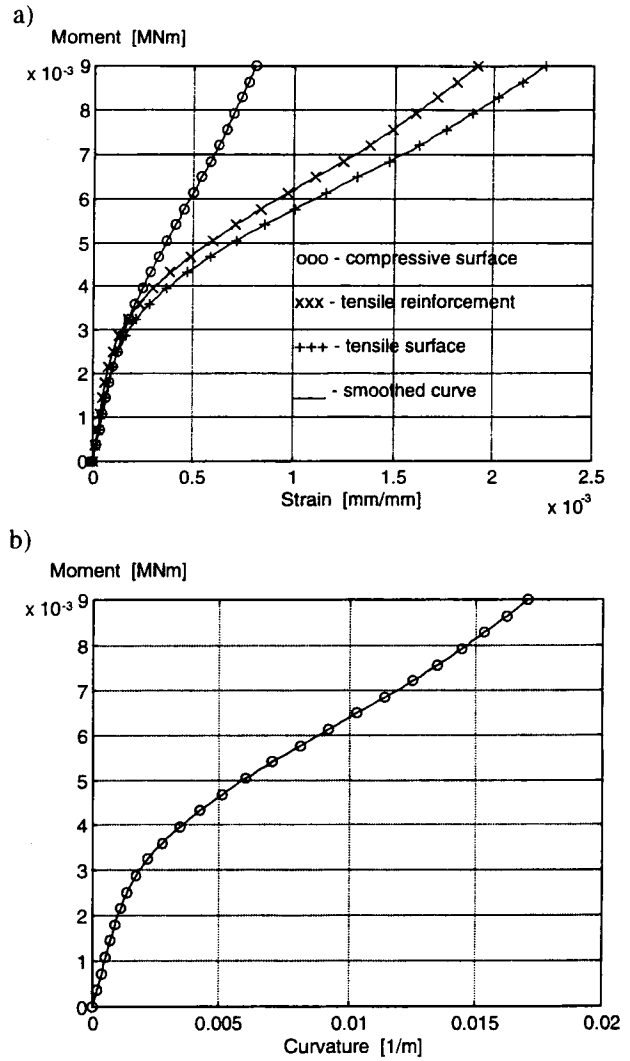 a)
Moment [MNm]
x 10-3
9
8
7
6
5
4
3
2
1
0
ooo - compressive surface
xxx - tensile reinforcement
+++ - tensile surface
___ - smoothed curve
0 0.5 1 1.5 2 2.5
Strain [mm/mm]
x 10-3
b)
Moment [MNm]
x 10-3
9
8
7
6
5
4
3
2
1
0
0 0.005 0.01 0.015 0.02
Curvature [1/m]